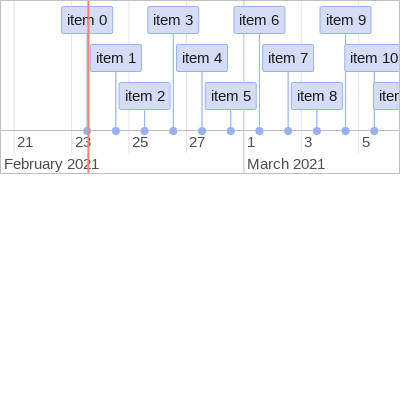 item 0 item 3 item 6 item 9
item 1 item 4 item 7 item 10
item 2 item 5 item 8
21 23 25 27 1 3 5
February 2021 March 2021